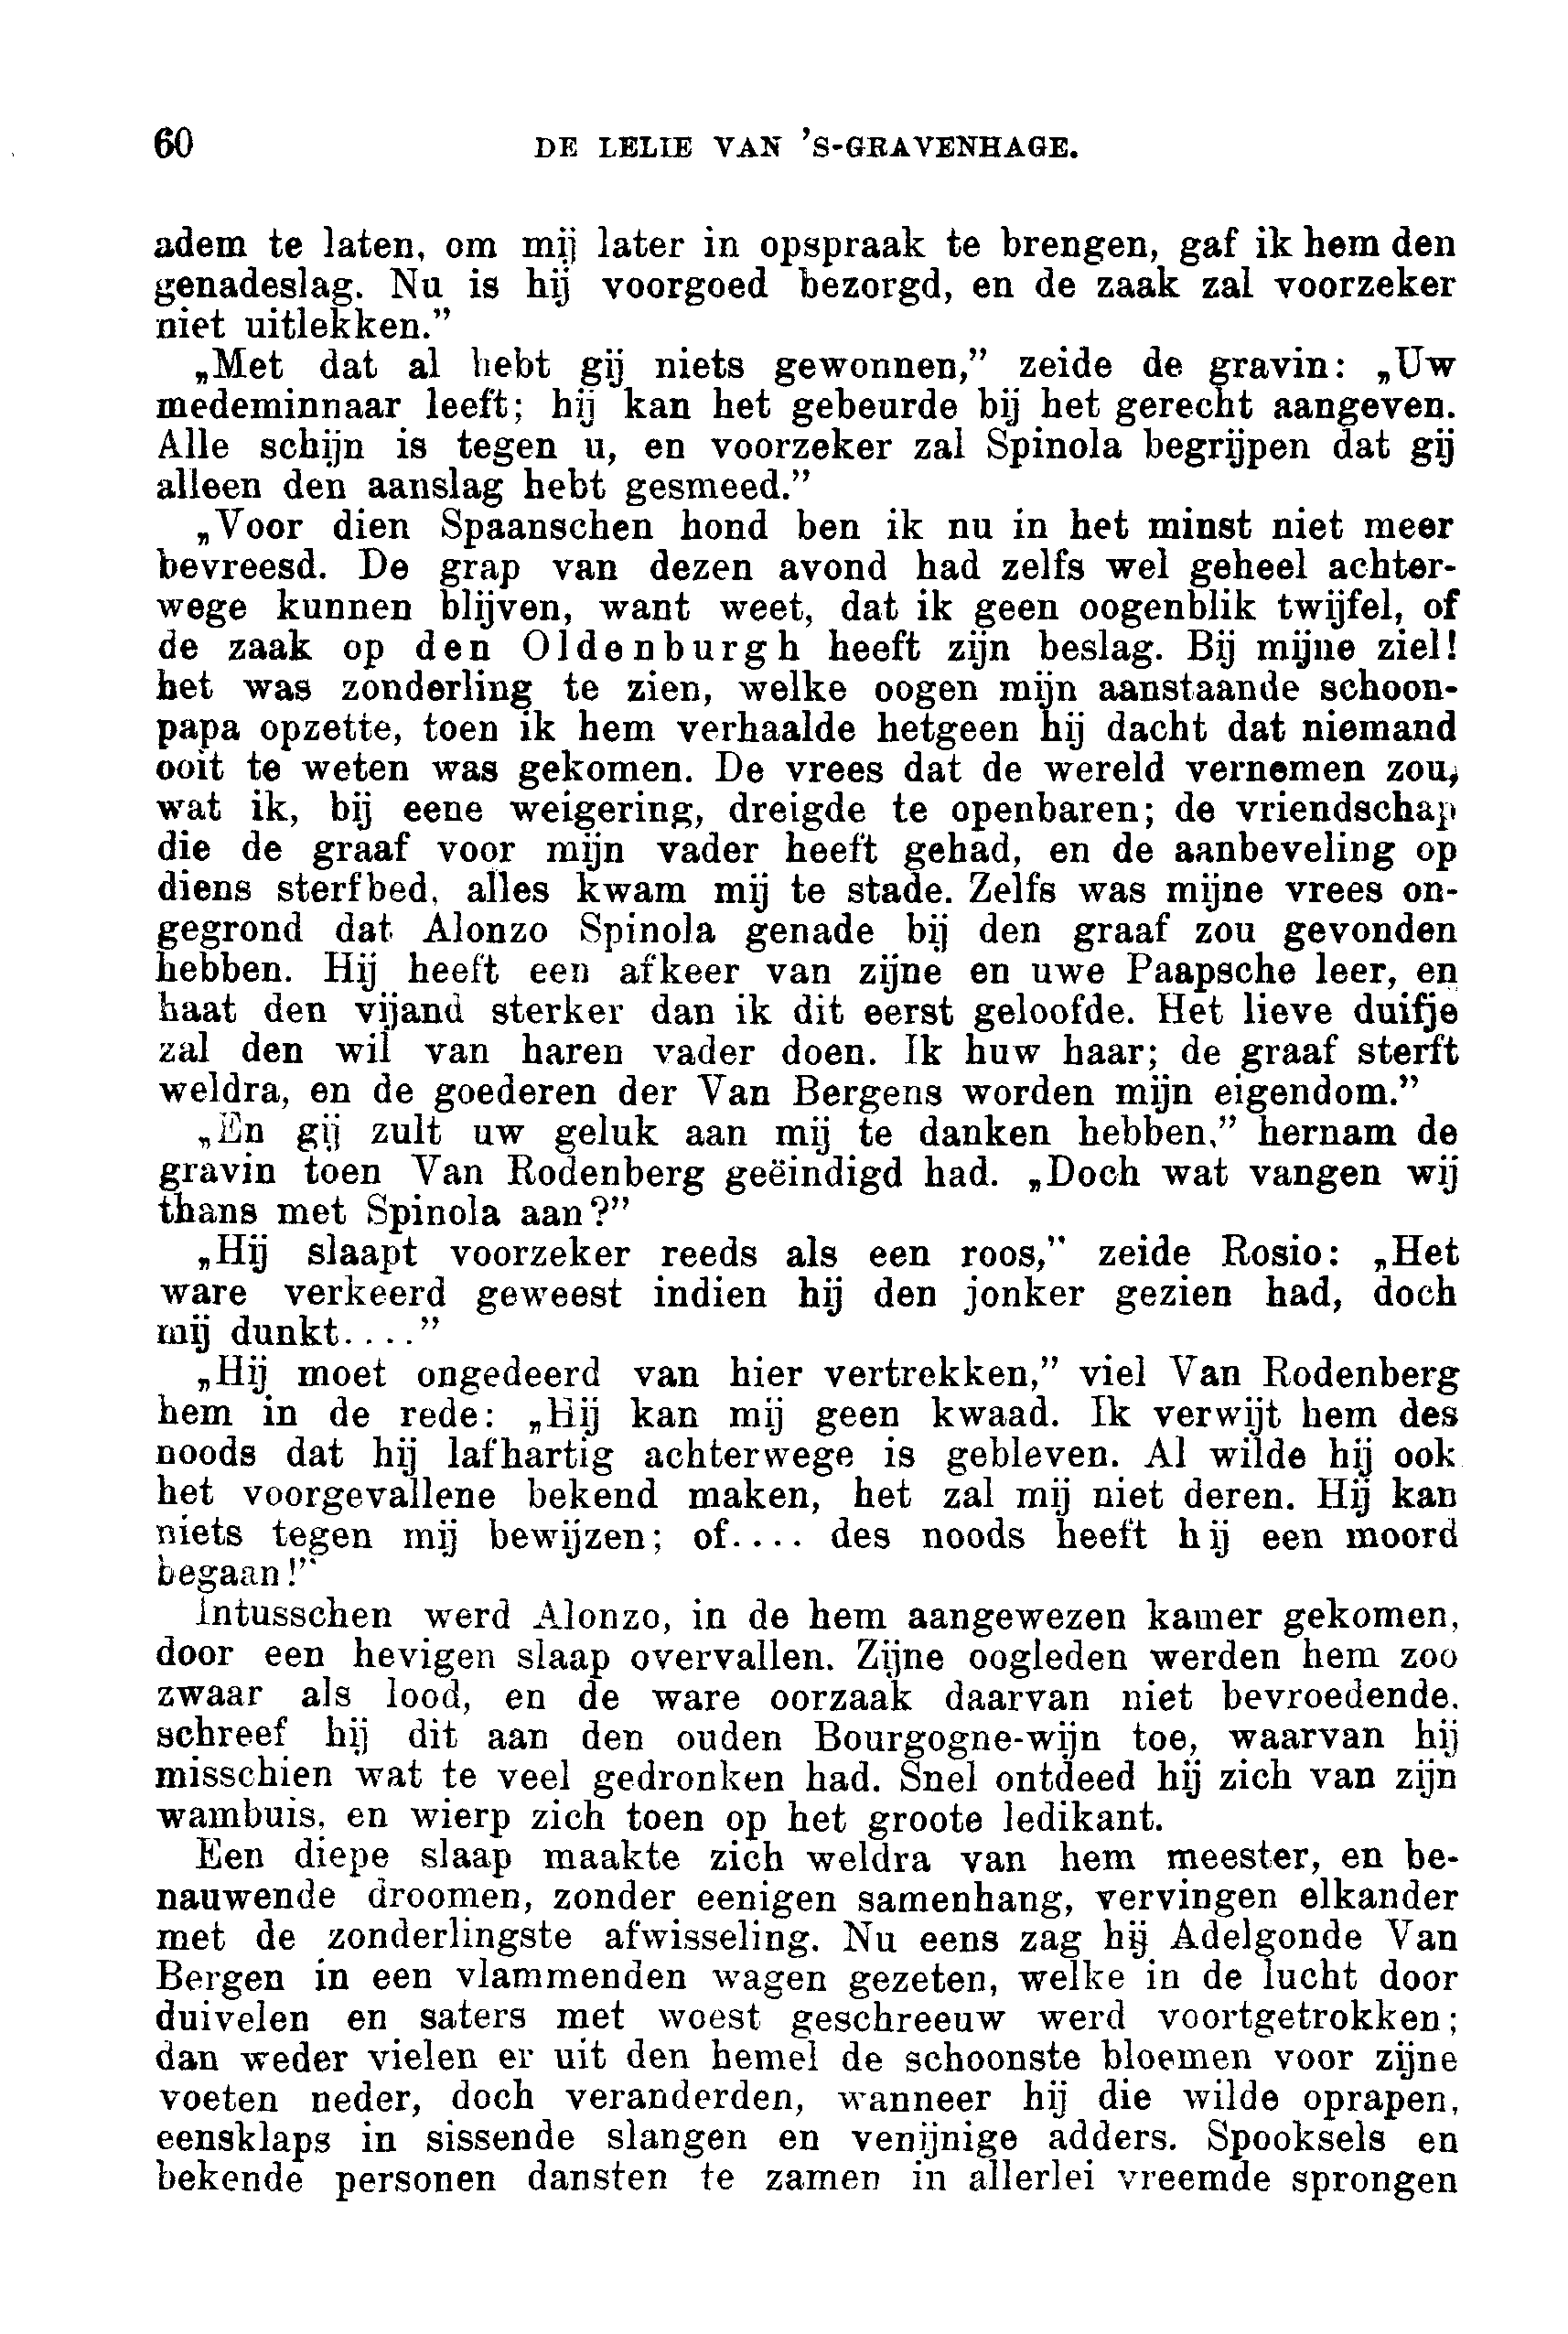 60 DE LELIE VAN 'S-GRAVENHAGE.
adem te laten, om mij later in opspraak te brengen, gaf ik hem den
genadeslag. Nu is hij voorgoed bezorgd, en de zaak zal voorzeker
niet uitlekken.”
„Met dat al hebt gij niets gewonnen,” zeide de gravin: „Uw
medeminnaar leeft; hij kan het gebeurde bij het gerecht aangeven.
Alle schijn is tegen u, en voorzeker zal Spinola begrijpen dat gij
alleen den aanslag hebt gesmeed.”
„Voor dien Spaanschen hond ben ik nu in het minst niet meer
bevreesd. De grap van dezen avond had zelfs wel geheel achter-
wege kunnen blijven, want weet, dat ik geen oogenblik twijfel, of
de zaak op den Oldenburgh heeft zijn beslag. Bij mijne ziel!
het was zonderling te zien, welke oogen mijn aanstaande schoon-
papa opzette, toen ik hem verhaalde hetgeen hij dacht dat niemand
ooit te weten was gekomen. De vrees dat de wereld vernemen zou,
wat ik, bij eene weigering, dreigde te openbaren; de vriendschap
die de graaf voor mijn vader heeft gehad, en de aanbeveling op
diens sterfbed, alles kwam mij te stade. Zelfs was mijne vrees on-
gegrond dat Alonzo Spinola genade bij den graaf zou gevonden
hebben. Hij heeft een afkeer van zijne en uwe Paapsche leer, en
haat den vijand sterker dan ik dit eerst geloofde. Het lieve duifje
zal den wil van haren vader doen. Ik huw haar; de graaf sterft
weldra, en de goederen der Van Bergens worden mijn eigendom.”
„En gij zult uw geluk aan mij te danken hebben,” hernam de
gravin toen Van Rodenberg geëindigd had. „Doch wat vangen wij
thans met Spinola aan?”
„Hij slaapt voorzeker reeds als een roos,” zeide Rosio: „Het
ware verkeerd geweest indien hij den jonker gezien had, doch
mij dunkt....”
„Hij moet ongedeerd van hier vertrekken,” viel Van Rodenberg
hem in de rede: „Hij kan mij geen kwaad. Ik verwijt hem des
noods dat hij lafhartig achterwege is gebleven. Al wilde hij ook
het voorgevallene bekend maken, het zal mij niet deren. Hij kan
niets tegen mij bewijzen; of.... des noods heeft hij een moord
begaan!”
Intusschen werd Alonzo, in de hem aangewezen kamer gekomen,
door een hevigen slaap overvallen. Zijne oogleden werden hem zoo
zwaar als lood, en de ware oorzaak daarvan niet bevroedende,
schreef hij dit aan den ouden Bourgogne-wijn toe, waarvan hij
misschien wat te veel gedronken had. Snel ontdeed hij zich van zijn
wambuis, en wierp zich toen op het groote ledikant.
Een diepe slaap maakte zich weldra van hem meester, en be-
nauwende droomen, zonder eenigen samenhang, vervingen elkander
met de zonderlingste afwisseling. Nu eens zag hij Adelgonde Van
Bergen in een vlammenden wagen gezeten, welke in de lucht door
duivelen en saters met woest geschreeuw werd voortgetrokken;
dan weder vielen er uit den hemel de schoonste bloemen voor zijne
voeten neder, doch veranderden, wanneer hij die wilde oprapen,
eensklaps in sissende slangen en venijnige adders. Spooksels en
bekende personen dansten te zamen in allerlei vreemde sprongen